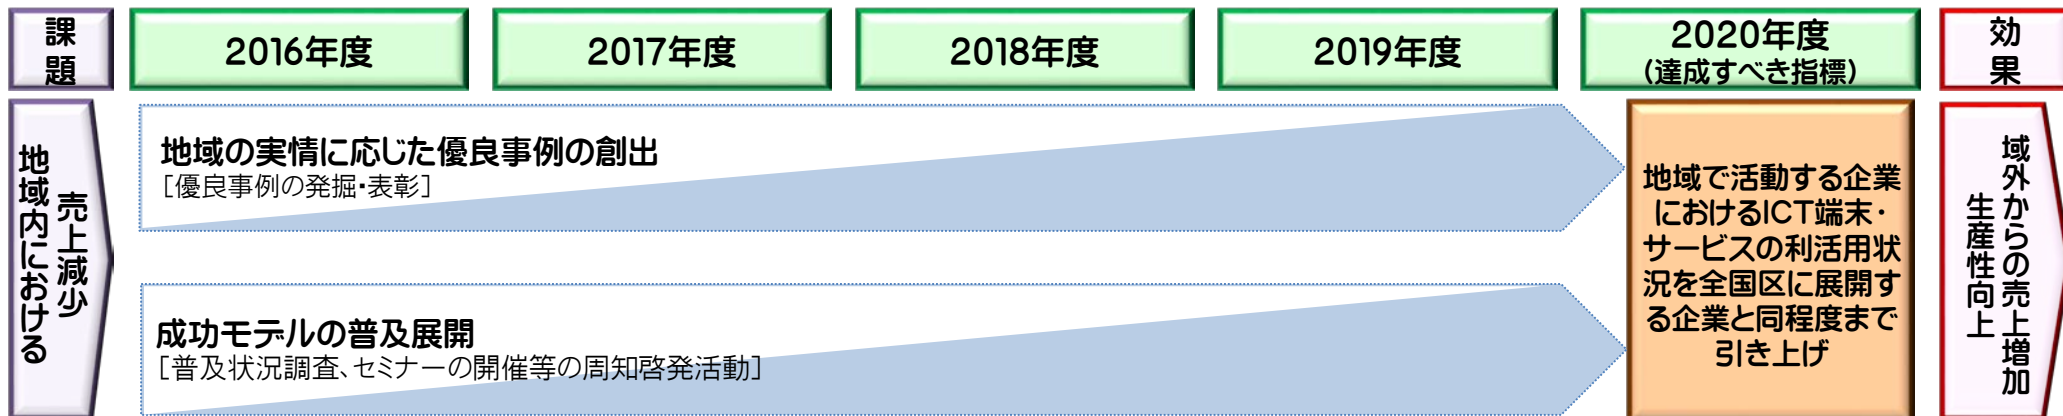 課題
2016年度
2017年度
2018年度
2019年度
2020年度
(達成すべき指標)
効果
地域内における
売上減少
地域の実情に応じた優良事例の創出
［優良事例の発掘・表彰］
成功モデルの普及展開
［普及状況調査、セミナーの開催等の周知啓発活動］
地域で活動する企業
におけるICT端末・
サービスの利活用状
況を全国区に展開す
る企業と同程度まで
引き上げ
域外からの売上増加
生産性向上